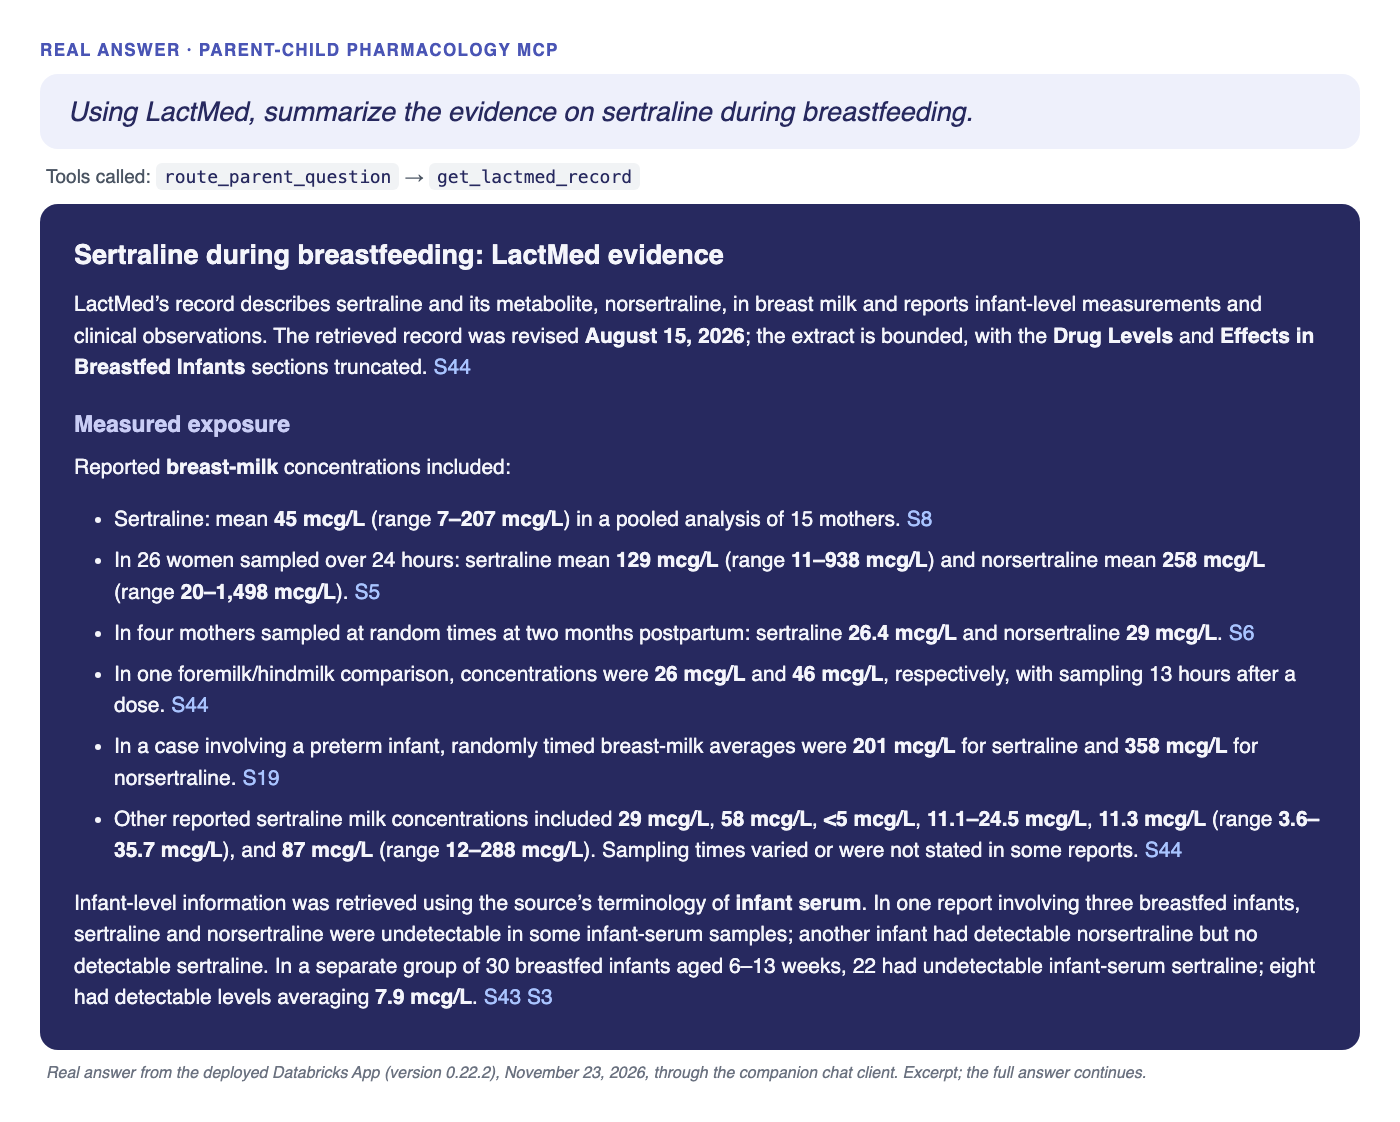 REAL ANSWER · PARENT-CHILD PHARMACOLOGY MCP
Using LactMed, summarize the evidence on sertraline during breastfeeding.
Tools called: route_parent_question → get_lactmed_record
Sertraline during breastfeeding: LactMed evidence
LactMed’s record describes sertraline and its metabolite, norsertraline, in breast milk and reports infant-level measurements and
clinical observations. The retrieved record was revised August 15, 2026; the extract is bounded, with the Drug Levels and Effects in
Breastfed Infants sections truncated. S44
Measured exposure
Reported breast-milk concentrations included:
• Sertraline: mean 45 mcg/L (range 7–207 mcg/L) in a pooled analysis of 15 mothers. S8
• In 26 women sampled over 24 hours: sertraline mean 129 mcg/L (range 11–938 mcg/L) and norsertraline mean 258 mcg/L
(range 20–1,498 mcg/L). S5
• In four mothers sampled at random times at two months postpartum: sertraline 26.4 mcg/L and norsertraline 29 mcg/L. S6
• In one foremilk/hindmilk comparison, concentrations were 26 mcg/L and 46 mcg/L, respectively, with sampling 13 hours after a
dose. S44
• In a case involving a preterm infant, randomly timed breast-milk averages were 201 mcg/L for sertraline and 358 mcg/L for
norsertraline. S19
• Other reported sertraline milk concentrations included 29 mcg/L, 58 mcg/L, <5 mcg/L, 11.1–24.5 mcg/L, 11.3 mcg/L (range 3.6–
35.7 mcg/L), and 87 mcg/L (range 12–288 mcg/L). Sampling times varied or were not stated in some reports. S44
Infant-level information was retrieved using the source’s terminology of infant serum. In one report involving three breastfed infants,
sertraline and norsertraline were undetectable in some infant-serum samples; another infant had detectable norsertraline but no
detectable sertraline. In a separate group of 30 breastfed infants aged 6–13 weeks, 22 had undetectable infant-serum sertraline; eight
had detectable levels averaging 7.9 mcg/L. S43 S3
Real answer from the deployed Databricks App (version 0.22.2), November 23, 2026, through the companion chat client. Excerpt; the full answer continues.